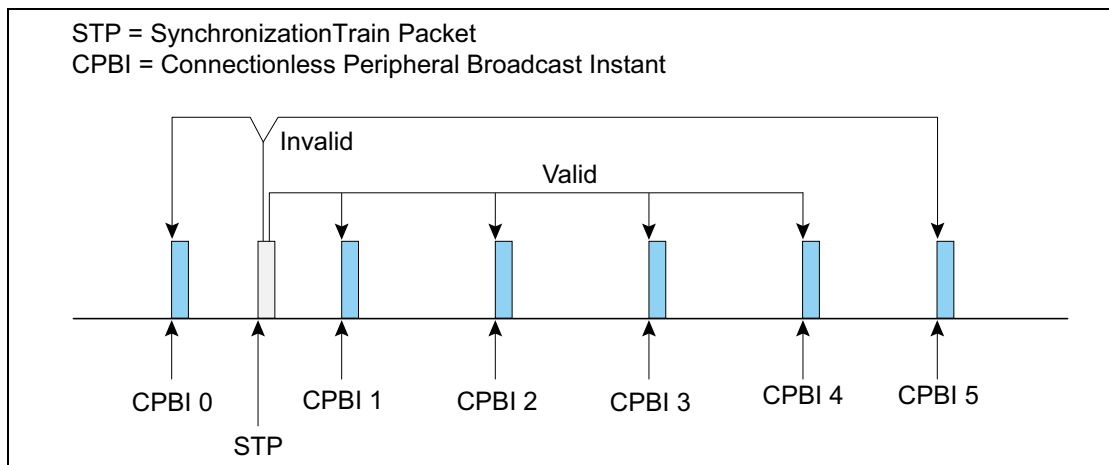 STP = SynchronizationTrain Packet
CPBI = Connectionless Peripheral Broadcast Instant
Invalid
Valid
CPBI 0
CPBI 1
CPBI 2
CPBI 3
CPBI 4
CPBI 5
STP